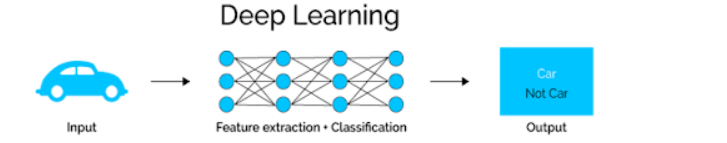 Deep Learning
Car
Not Car
Input
Feature extraction + Classification
Output